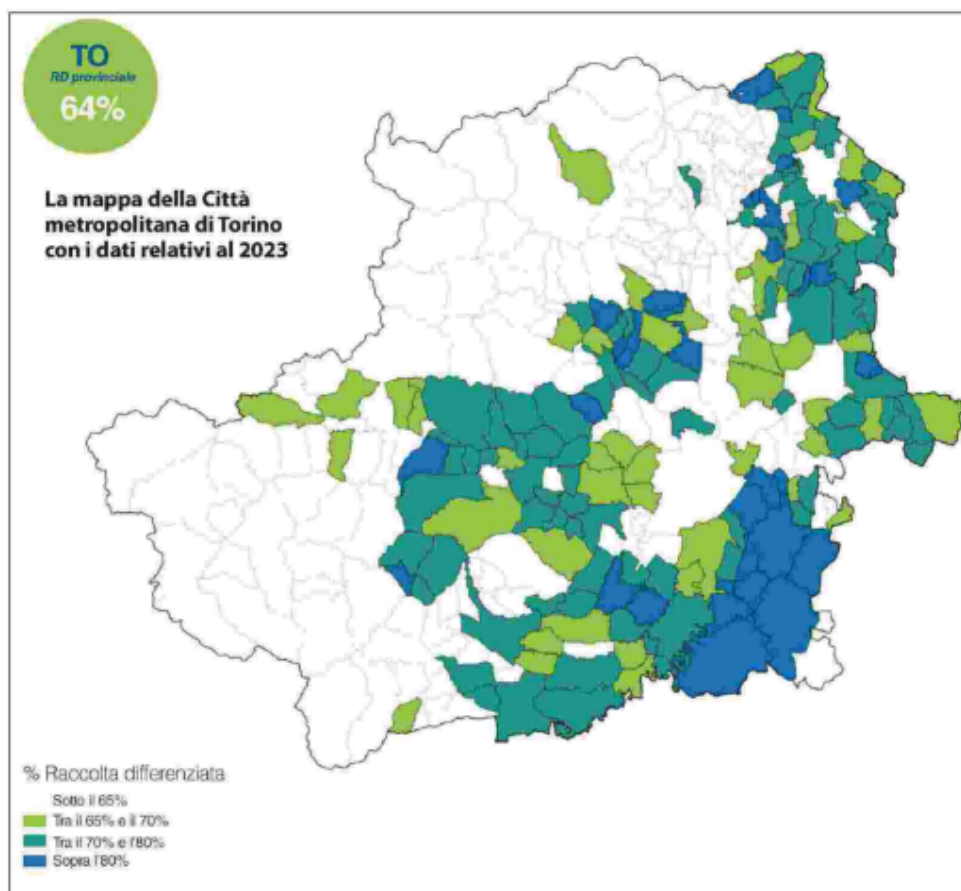 TO
RD provinciale
64%
La mappa della Città
metropolitana di Torino
con i dati relativi al 2023
% Raccolta differenziata
Sotto il 65%
Tra il 65% e il 70%
Tra il 70% e l'80%
Sopra l'80%